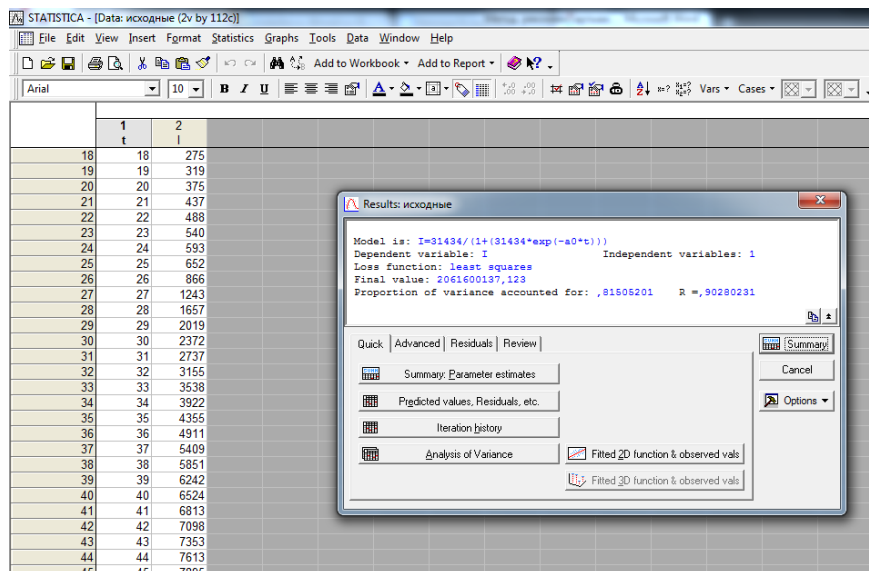 STATISTICA - [Data: исходные (2v by 112c)]
File Edit View Insert Format Statistics Graphs Tools Data Window Help
Add to Workbook Add to Report
Arial 10 B I U Vars Cases
1 2
t I
18 18 275
19 19 319
20 20 375
21 21 437
22 22 488
23 23 540
24 24 593
25 25 652
26 26 866
27 27 1243
28 28 1657
29 29 2019
30 30 2372
31 31 2737
32 32 3155
33 33 3538
34 34 3922
35 35 4355
36 36 4911
37 37 5409
38 38 5851
39 39 6242
40 40 6524
41 41 6813
42 42 7098
43 43 7353
44 44 7613
Results: исходные
Model is: I=31434/(1+(31434*exp(-a0*t)))
Dependent variable: I Independent variables: 1
Loss function: least squares
Final value: 2061600137,123
Proportion of variance accounted for: ,81505201 R =,90280231
Quick Advanced Residuals Review
Summary
Summary: Parameter estimates
Cancel
Predicted values, Residuals, etc.
Options
Iteration history
Analysis of Variance
Fitted 2D function & observed vals
Fitted 3D function & observed vals